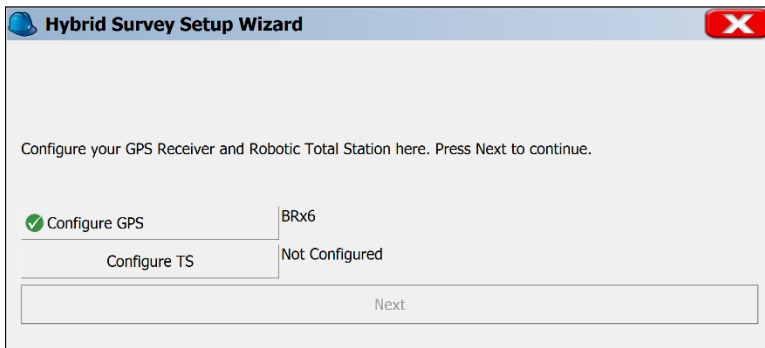 Hybrid Survey Setup Wizard
Configure your GPS Receiver and Robotic Total Station here. Press Next to continue.
Configure GPS BRx6
Configure TS Not Configured
Next